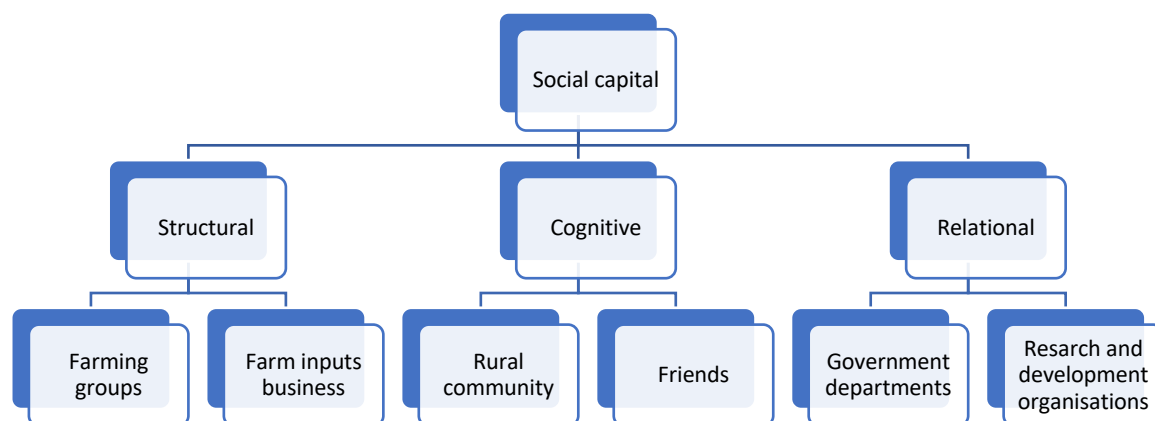 Social capital
Structural
Cognitive
Relational
Farming
groups
Farm inputs
business
Rural
community
Friends
Government
departments
Resarch and
development
organisations